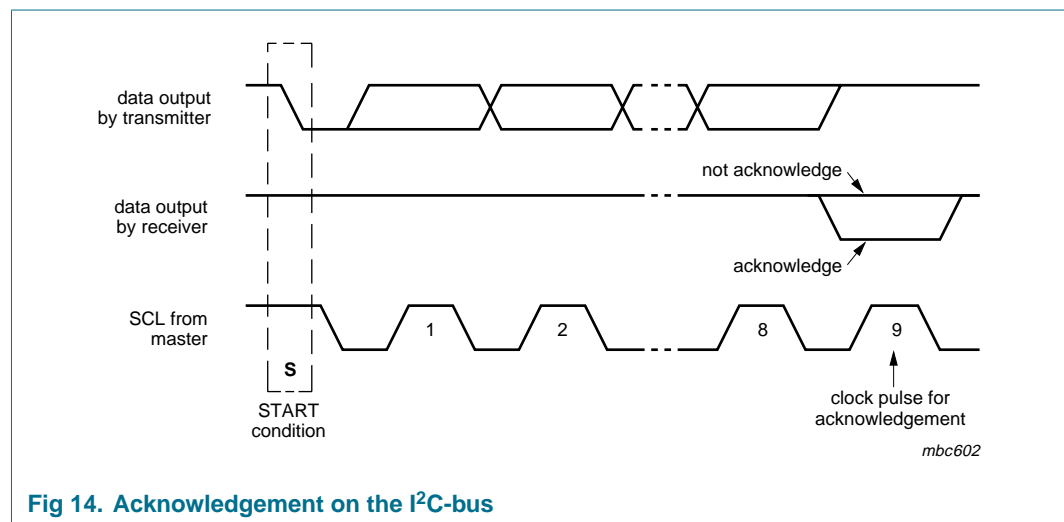 data output
by transmitter
not acknowledge
data output
by receiver
acknowledge
SCL from
master
1
2
8
9
S
START
condition
clock pulse for
acknowledgement
mbc602
Fig 14. Acknowledgement on the I²C-bus